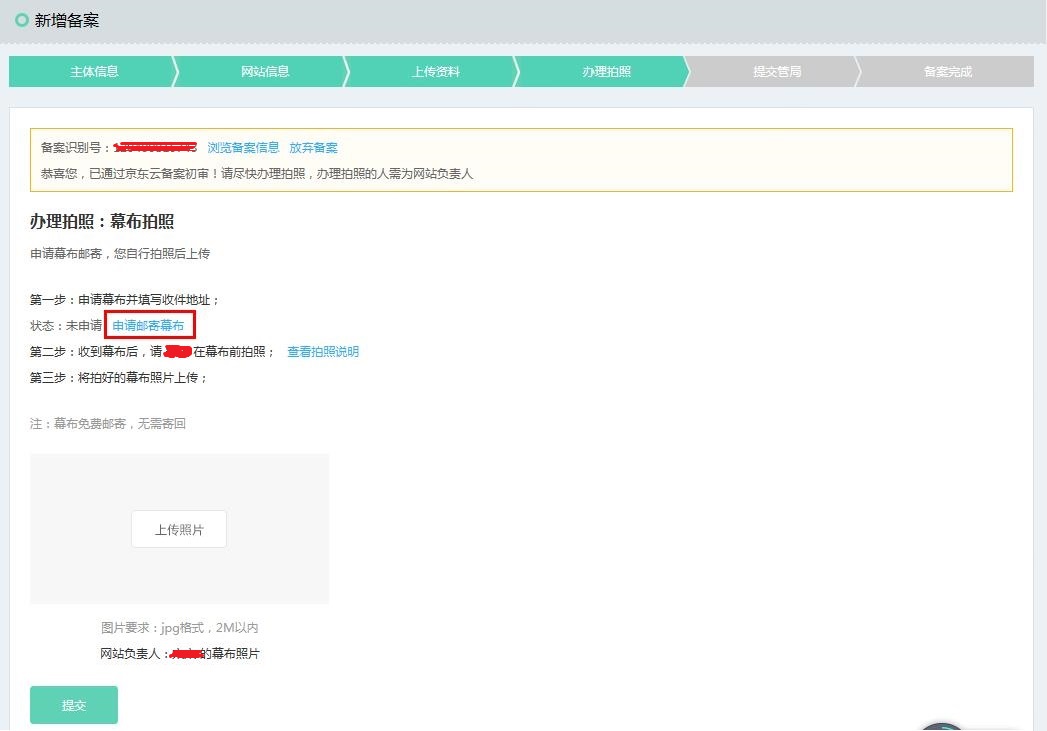 新增备案
主体信息 网站信息 上传资料 办理拍照 提交管局 备案完成
备案识别号： 浏览备案信息 放弃备案
恭喜您，已通过京东云备案初审！请尽快办理拍照，办理拍照的人需为网站负责人
办理拍照：幕布拍照
申请幕布邮寄，您自行拍照后上传
第一步：申请幕布并填写收件地址；
状态：未申请 申请邮寄幕布
第二步：收到幕布后，请 在幕布前拍照； 查看拍照说明
第三步：将拍好的幕布照片上传；
注：幕布免费邮寄，无需寄回
上传照片
图片要求：jpg格式，2M以内
网站负责人： 的幕布照片
提交